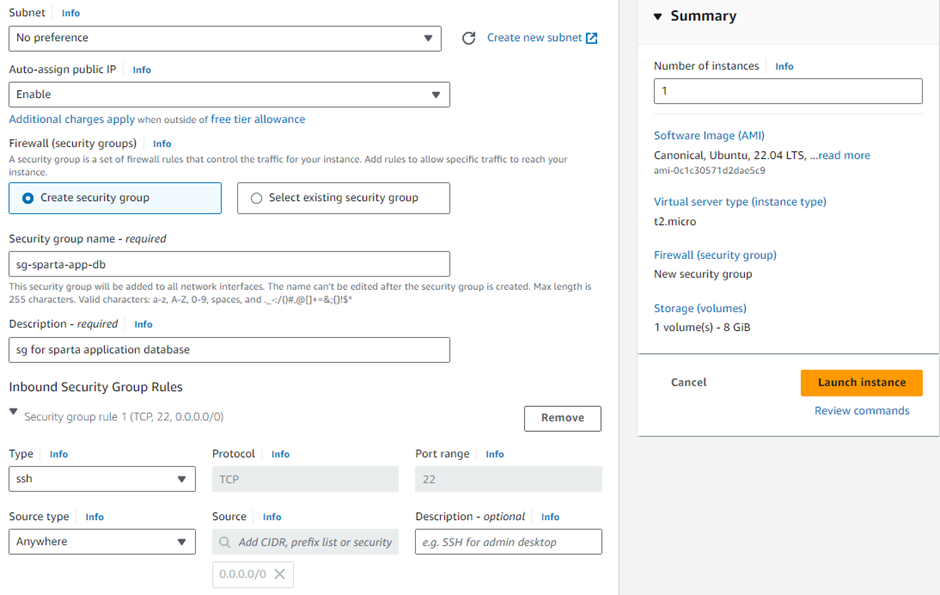 Subnet Info
No preference
Create new subnet
Auto-assign public IP Info
Enable
Additional charges apply when outside of free tier allowance
Firewall (security groups) Info
A security group is a set of firewall rules that control the traffic for your instance. Add rules to allow specific traffic to reach your
instance.
Create security group
Select existing security group
Security group name - required
sg-sparta-app-db
This security group will be added to all network interfaces. The name can't be edited after the security group is created. Max length is
255 characters. Valid characters: a-z, A-Z, 0-9, spaces, and ._-:/()#,@[]+=&;{}!$*
Description - required Info
sg for sparta application database
Inbound Security Group Rules
Security group rule 1 (TCP, 22, 0.0.0.0/0)
Remove
Type Info
Protocol Info
Port range Info
ssh
TCP
22
Source type Info
Source Info
Description - optional Info
Anywhere
Add CIDR, prefix list or security
e.g. SSH for admin desktop
0.0.0.0/0
Summary
Number of instances Info
1
Software Image (AMI)
Canonical, Ubuntu, 22.04 LTS, ...read more
ami-0c1c30571d2dae5c9
Virtual server type (instance type)
t2.micro
Firewall (security group)
New security group
Storage (volumes)
1 volume(s) - 8 GiB
Cancel
Launch instance
Review commands